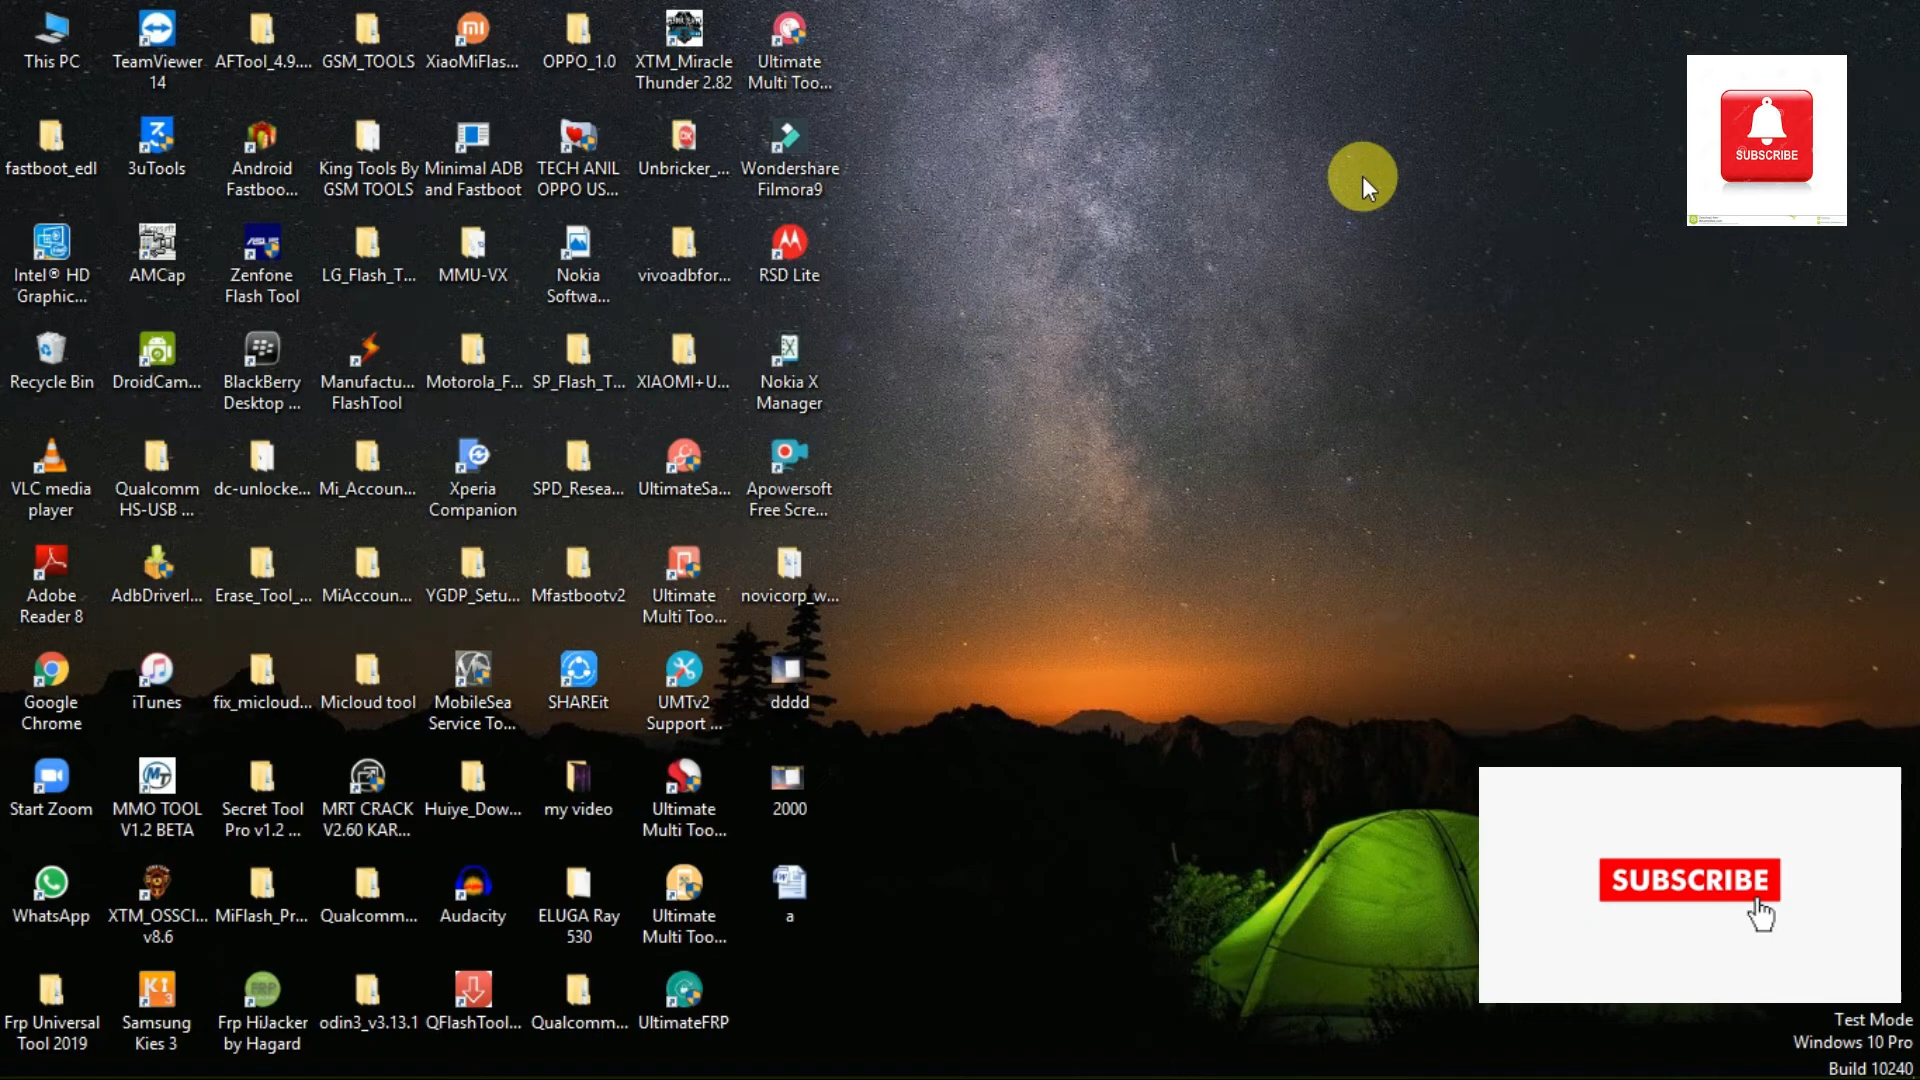 This PC
TeamViewer
14
AFTool_4.9....
GSM_TOOLS
XiaoMiFlas...
OPPO_1.0
XTM_Miracle
Thunder 2.82
Ultimate
Multi Too...
SUBSCRIBE
fastboot_edl
3uTools
Android
Fastboo...
King Tools By
GSM TOOLS
Minimal ADB
and Fastboot
TECH ANIL
OPPO US...
Unbricker_...
Wondershare
Filmora9
Intel® HD
Graphic...
AMCap
Zenfone
Flash Tool
LG_Flash_T...
MMU-VX
Nokia
Softwa...
vivoadbfor...
RSD Lite
Recycle Bin
DroidCam...
BlackBerry
Desktop ...
Manufactu...
FlashTool
Motorola_F...
SP_Flash_T...
XIAOMI+U...
Nokia X
Manager
VLC media
player
Qualcomm
HS-USB ...
dc-unlocke...
Mi_Accoun...
Xperia
Companion
SPD_Resea...
UltimateSa...
Apowersoft
Free Scre...
Adobe
Reader 8
AdbDriverI...
Erase_Tool_...
MiAccoun...
YGDP_Setu...
Mfastbootv2
Ultimate
Multi Too...
novicorp_w...
Google
Chrome
iTunes
fix_micloud...
Micloud tool
MobileSea
Service To...
SHAREit
UMTv2
Support ...
dddd
Start Zoom
MMO TOOL
V1.2 BETA
Secret Tool
Pro v1.2 ...
MRT CRACK
V2.60 KAR...
Huiye_Dow...
my video
Ultimate
Multi Too...
2000
WhatsApp
XTM_OSSCI...
v8.6
MiFlash_Pr...
Qualcomm...
Audacity
ELUGA Ray
530
Ultimate
Multi Too...
a
SUBSCRIBE
Frp Universal
Tool 2019
Samsung
Kies 3
Frp HiJacker
by Hagard
odin3_v3.13.1
QFlashTool...
Qualcomm...
UltimateFRP
Test Mode
Windows 10 Pro
Build 10240